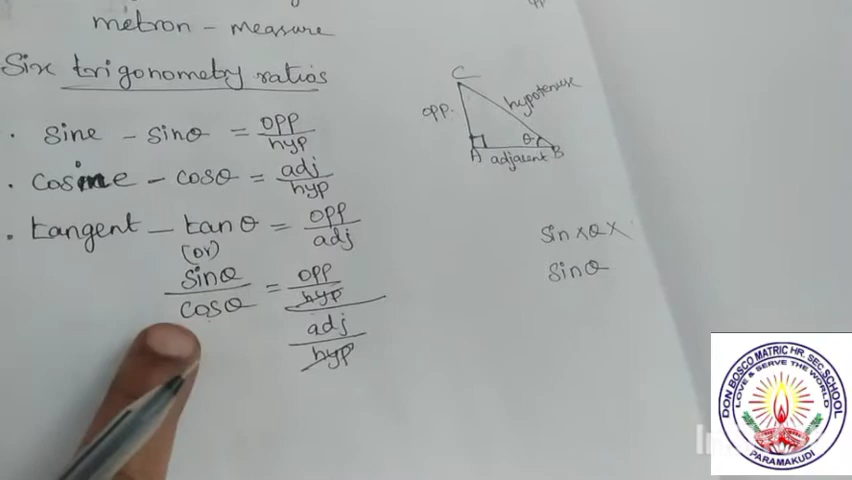 metron - measure
Six trigonometry ratios
. sine - sinθ = opp/hyp
. cosine - cosθ = adj/hyp
. tangent - tanθ = opp/adj
(or)
sinθ/cosθ = opp/hyp / adj/hyp
C
opp.
hypotenuse
θ
A
B
adjacent
sin x θ x
sinθ
DON BOSCO MATRIC HR. SEC. SCHOOL
LOVE & SERVE THE WORLD
PARAMAKUDI